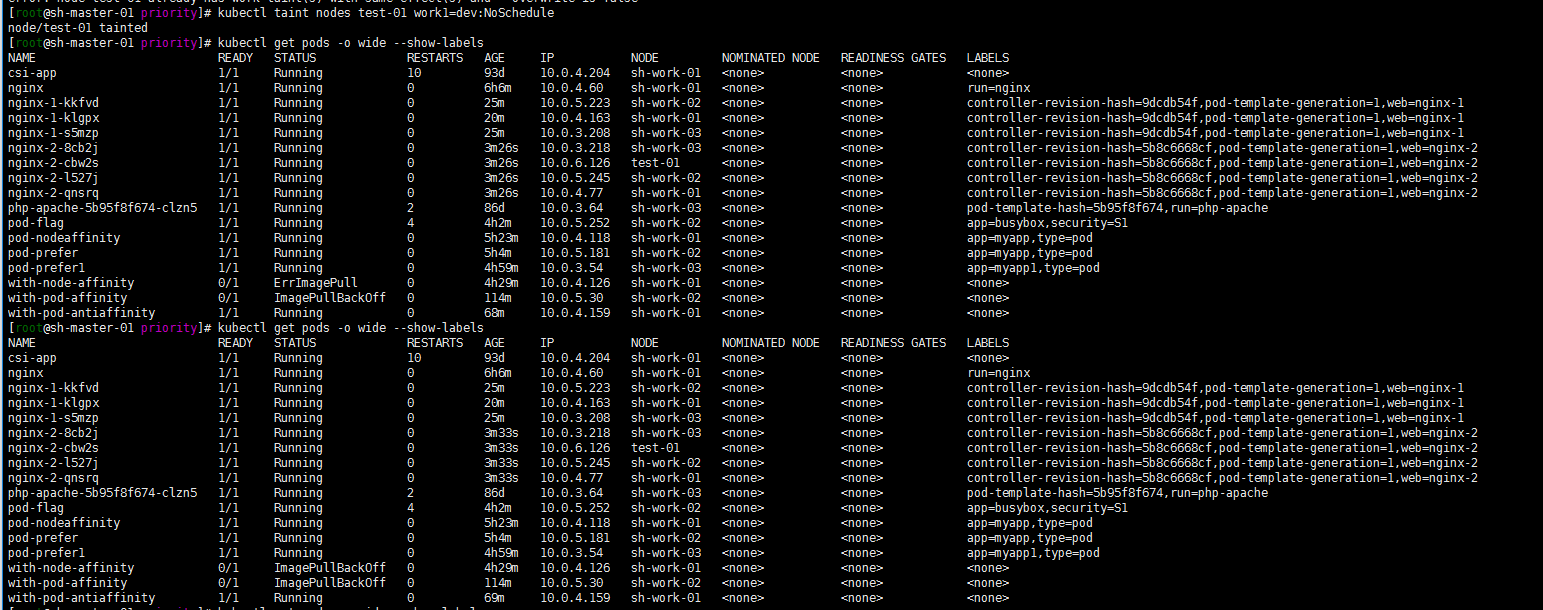 [root@sh-master-01 priority]# kubectl taint nodes test-01 work1=dev:NoSchedule
node/test-01 tainted
[root@sh-master-01 priority]# kubectl get pods -o wide --show-labels
NAME READY STATUS RESTARTS AGE IP NODE NOMINATED NODE READINESS GATES LABELS
csi-app 1/1 Running 10 93d 10.0.4.204 sh-work-01 <none> <none> <none>
nginx 1/1 Running 0 6h6m 10.0.4.60 sh-work-01 <none> <none> run=nginx
nginx-1-kkfvd 1/1 Running 0 25m 10.0.5.223 sh-work-02 <none> <none> controller-revision-hash=9dcdb54f,pod-template-generation=1,web=nginx-1
nginx-1-klgpx 1/1 Running 0 20m 10.0.4.163 sh-work-01 <none> <none> controller-revision-hash=9dcdb54f,pod-template-generation=1,web=nginx-1
nginx-1-s5mzp 1/1 Running 0 25m 10.0.3.208 sh-work-03 <none> <none> controller-revision-hash=9dcdb54f,pod-template-generation=1,web=nginx-1
nginx-2-8cb2j 1/1 Running 0 3m26s 10.0.3.218 sh-work-03 <none> <none> controller-revision-hash=5b8c6668cf,pod-template-generation=1,web=nginx-2
nginx-2-cbw2s 1/1 Running 0 3m26s 10.0.6.126 test-01 <none> <none> controller-revision-hash=5b8c6668cf,pod-template-generation=1,web=nginx-2
nginx-2-l527j 1/1 Running 0 3m26s 10.0.5.245 sh-work-02 <none> <none> controller-revision-hash=5b8c6668cf,pod-template-generation=1,web=nginx-2
nginx-2-qnsrq 1/1 Running 0 3m26s 10.0.4.77 sh-work-01 <none> <none> controller-revision-hash=5b8c6668cf,pod-template-generation=1,web=nginx-2
php-apache-5b95f8f674-clzn5 1/1 Running 2 86d 10.0.3.64 sh-work-03 <none> <none> pod-template-hash=5b95f8f674,run=php-apache
pod-flag 1/1 Running 4 4h2m 10.0.5.252 sh-work-02 <none> <none> app=busybox,security=S1
pod-nodeaffinity 1/1 Running 0 5h23m 10.0.4.118 sh-work-01 <none> <none> app=myapp,type=pod
pod-prefer 1/1 Running 0 5h4m 10.0.5.181 sh-work-02 <none> <none> app=myapp,type=pod
pod-prefer1 1/1 Running 0 4h59m 10.0.3.54 sh-work-03 <none> <none> app=myapp1,type=pod
with-node-affinity 0/1 ErrImagePull 0 4h29m 10.0.4.126 sh-work-01 <none> <none> <none>
with-pod-affinity 0/1 ImagePullBackOff 0 114m 10.0.5.30 sh-work-02 <none> <none> <none>
with-pod-antiaffinity 1/1 Running 0 68m 10.0.4.159 sh-work-01 <none> <none> <none>
[root@sh-master-01 priority]# kubectl get pods -o wide --show-labels
NAME READY STATUS RESTARTS AGE IP NODE NOMINATED NODE READINESS GATES LABELS
csi-app 1/1 Running 10 93d 10.0.4.204 sh-work-01 <none> <none> <none>
nginx 1/1 Running 0 6h6m 10.0.4.60 sh-work-01 <none> <none> run=nginx
nginx-1-kkfvd 1/1 Running 0 25m 10.0.5.223 sh-work-02 <none> <none> controller-revision-hash=9dcdb54f,pod-template-generation=1,web=nginx-1
nginx-1-klgpx 1/1 Running 0 20m 10.0.4.163 sh-work-01 <none> <none> controller-revision-hash=9dcdb54f,pod-template-generation=1,web=nginx-1
nginx-1-s5mzp 1/1 Running 0 25m 10.0.3.208 sh-work-03 <none> <none> controller-revision-hash=9dcdb54f,pod-template-generation=1,web=nginx-1
nginx-2-8cb2j 1/1 Running 0 3m33s 10.0.3.218 sh-work-03 <none> <none> controller-revision-hash=5b8c6668cf,pod-template-generation=1,web=nginx-2
nginx-2-cbw2s 1/1 Running 0 3m33s 10.0.6.126 test-01 <none> <none> controller-revision-hash=5b8c6668cf,pod-template-generation=1,web=nginx-2
nginx-2-l527j 1/1 Running 0 3m33s 10.0.5.245 sh-work-02 <none> <none> controller-revision-hash=5b8c6668cf,pod-template-generation=1,web=nginx-2
nginx-2-qnsrq 1/1 Running 0 3m33s 10.0.4.77 sh-work-01 <none> <none> controller-revision-hash=5b8c6668cf,pod-template-generation=1,web=nginx-2
php-apache-5b95f8f674-clzn5 1/1 Running 2 86d 10.0.3.64 sh-work-03 <none> <none> pod-template-hash=5b95f8f674,run=php-apache
pod-flag 1/1 Running 4 4h2m 10.0.5.252 sh-work-02 <none> <none> app=busybox,security=S1
pod-nodeaffinity 1/1 Running 0 5h23m 10.0.4.118 sh-work-01 <none> <none> app=myapp,type=pod
pod-prefer 1/1 Running 0 5h4m 10.0.5.181 sh-work-02 <none> <none> app=myapp,type=pod
pod-prefer1 1/1 Running 0 4h59m 10.0.3.54 sh-work-03 <none> <none> app=myapp1,type=pod
with-node-affinity 0/1 ImagePullBackOff 0 4h29m 10.0.4.126 sh-work-01 <none> <none> <none>
with-pod-affinity 0/1 ImagePullBackOff 0 114m 10.0.5.30 sh-work-02 <none> <none> <none>
with-pod-antiaffinity 1/1 Running 0 69m 10.0.4.159 sh-work-01 <none> <none> <none>